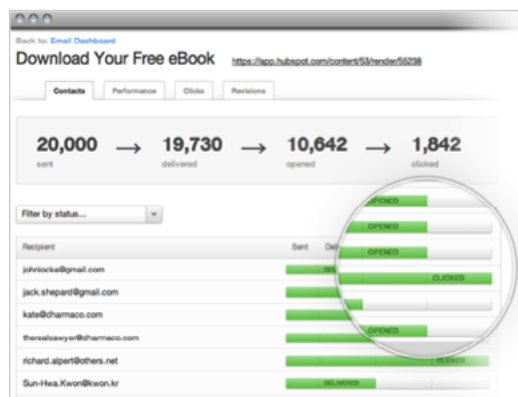 Back to: Email Dashboard
Download Your Free eBook https://app.hubspot.com/content/53/render/55238
Contacts Performance Clicks Revisions
20,000 → 19,730 → 10,642 → 1,842
sent delivered opened clicked
OPENED
Filter by status...
OPENED
Recipient Sent
OPENED
johnlocke@gmail.com
CLICKED
jack.shepard@gmail.com
kate@dharmaco.com
therealsawyer@dharmaco.com
OPENED
richard.alpert@others.net CLICKED
Sun-Hwa.Kwon@kwon.kr DELIVERED